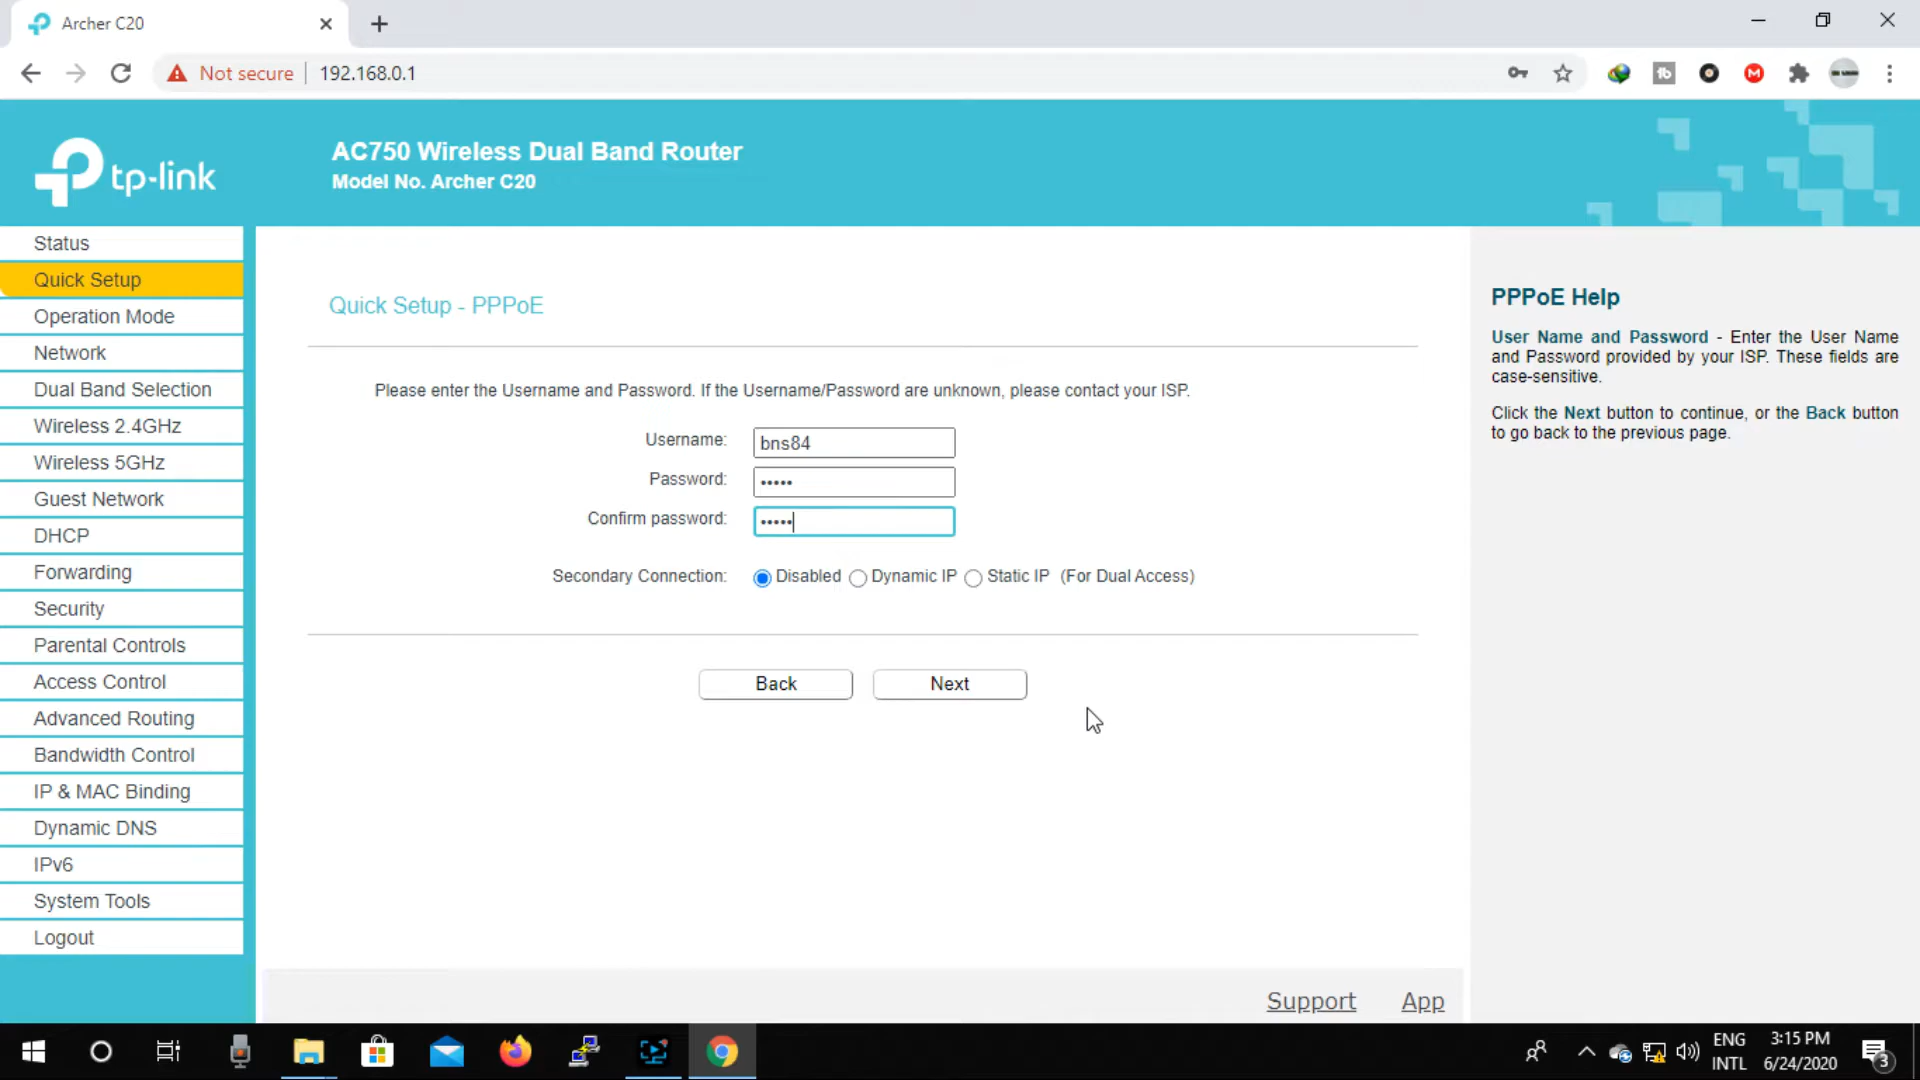 Archer C20
Not secure
192.168.0.1
tp-link
AC750 Wireless Dual Band Router
Model No. Archer C20
Status
Quick Setup
Operation Mode
Network
Dual Band Selection
Wireless 2.4GHz
Wireless 5GHz
Guest Network
DHCP
Forwarding
Security
Parental Controls
Access Control
Advanced Routing
Bandwidth Control
IP & MAC Binding
Dynamic DNS
IPv6
System Tools
Logout
Quick Setup - PPPoE
Please enter the Username and Password. If the Username/Password are unknown, please contact your ISP.
Username: bns84
Password: •••••
Confirm password: •••••
Secondary Connection: Disabled Dynamic IP Static IP (For Dual Access)
Back Next
PPPoE Help
User Name and Password - Enter the User Name
and Password provided by your ISP. These fields are
case-sensitive.
Click the Next button to continue, or the Back button
to go back to the previous page.
Support App
ENG
INTL
3:15 PM
6/24/2020
3